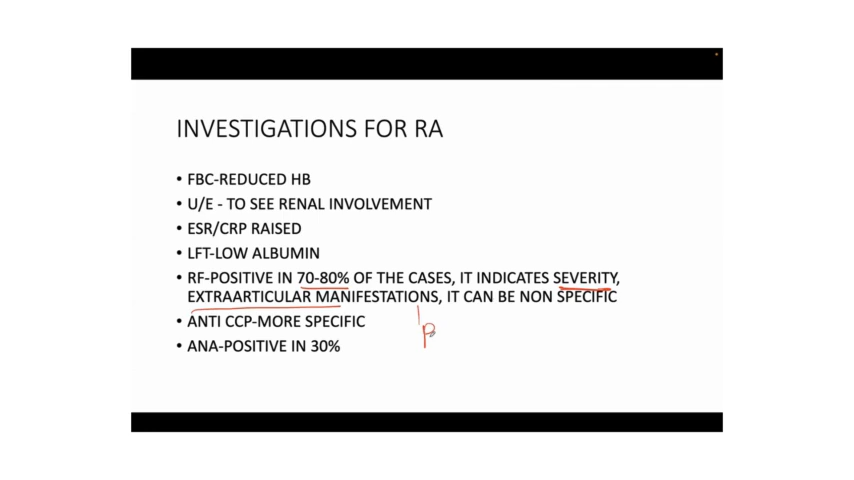 INVESTIGATIONS FOR RA
• FBC-REDUCED HB
• U/E - TO SEE RENAL INVOLVEMENT
• ESR/CRP RAISED
• LFT-LOW ALBUMIN
• RF-POSITIVE IN 70-80% OF THE CASES, IT INDICATES SEVERITY,
EXTRAARTICULAR MANIFESTATIONS, IT CAN BE NON SPECIFIC
• ANTI CCP-MORE SPECIFIC
• ANA-POSITIVE IN 30%